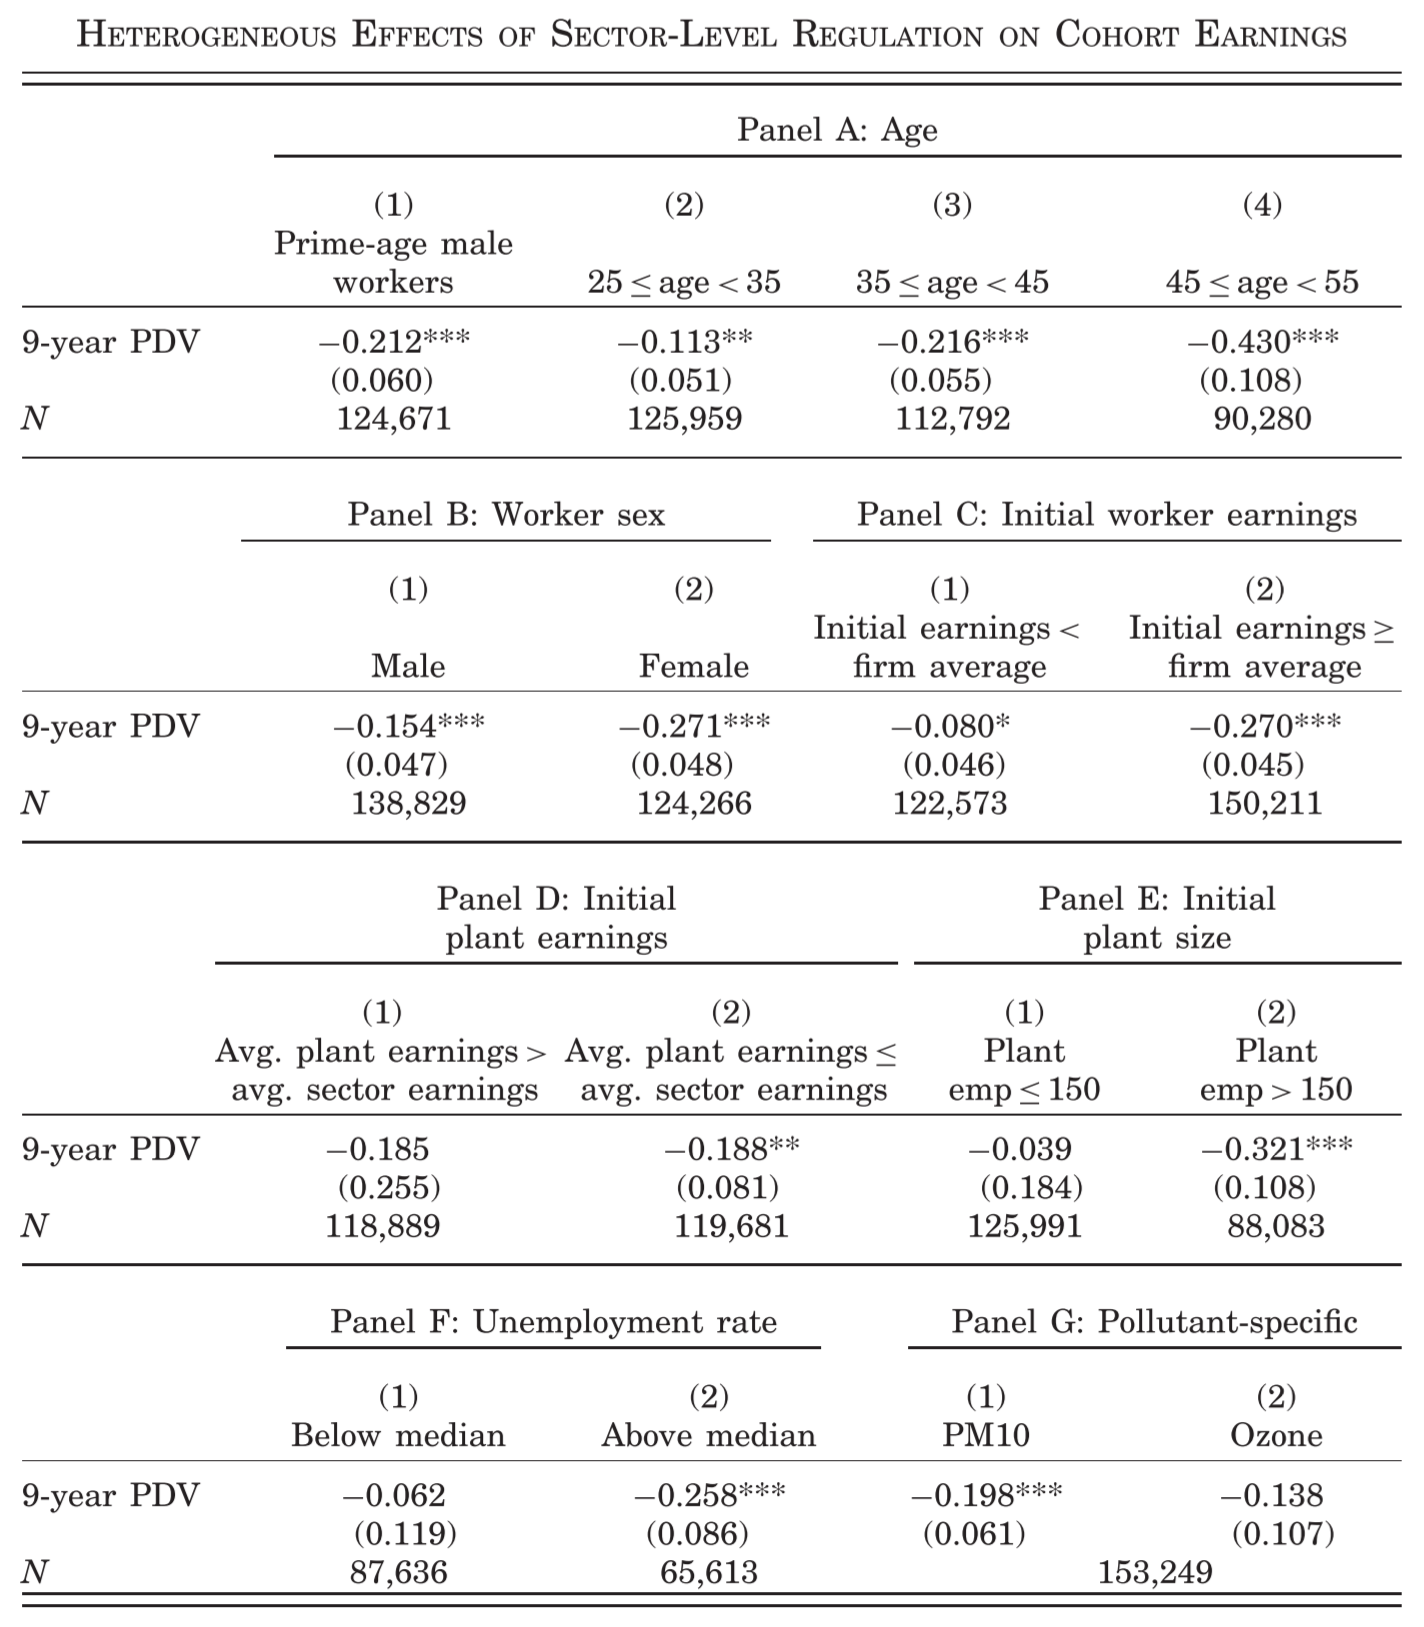 HETEROGENEOUS EFFECTS OF SECTOR-LEVEL REGULATION ON COHORT EARNINGS
Panel A: Age
(1) (2) (3) (4)
Prime-age male
workers 25 ≤ age < 35 35 ≤ age < 45 45 ≤ age < 55
9-year PDV −0.212*** −0.113** −0.216*** −0.430***
(0.060) (0.051) (0.055) (0.108)
N 124,671 125,959 112,792 90,280
Panel B: Worker sex Panel C: Initial worker earnings
(1) (2) (1) (2)
Initial earnings < Initial earnings ≥
Male Female firm average firm average
9-year PDV −0.154*** −0.271*** −0.080* −0.270***
(0.047) (0.048) (0.046) (0.045)
N 138,829 124,266 122,573 150,211
Panel D: Initial Panel E: Initial
plant earnings plant size
(1) (2) (1) (2)
Avg. plant earnings > Avg. plant earnings ≤ Plant Plant
avg. sector earnings avg. sector earnings emp ≤ 150 emp > 150
9-year PDV −0.185 −0.188** −0.039 −0.321***
(0.255) (0.081) (0.184) (0.108)
N 118,889 119,681 125,991 88,083
Panel F: Unemployment rate Panel G: Pollutant-specific
(1) (2) (1) (2)
Below median Above median PM10 Ozone
9-year PDV −0.062 −0.258*** −0.198*** −0.138
(0.119) (0.086) (0.061) (0.107)
N 87,636 65,613 153,249